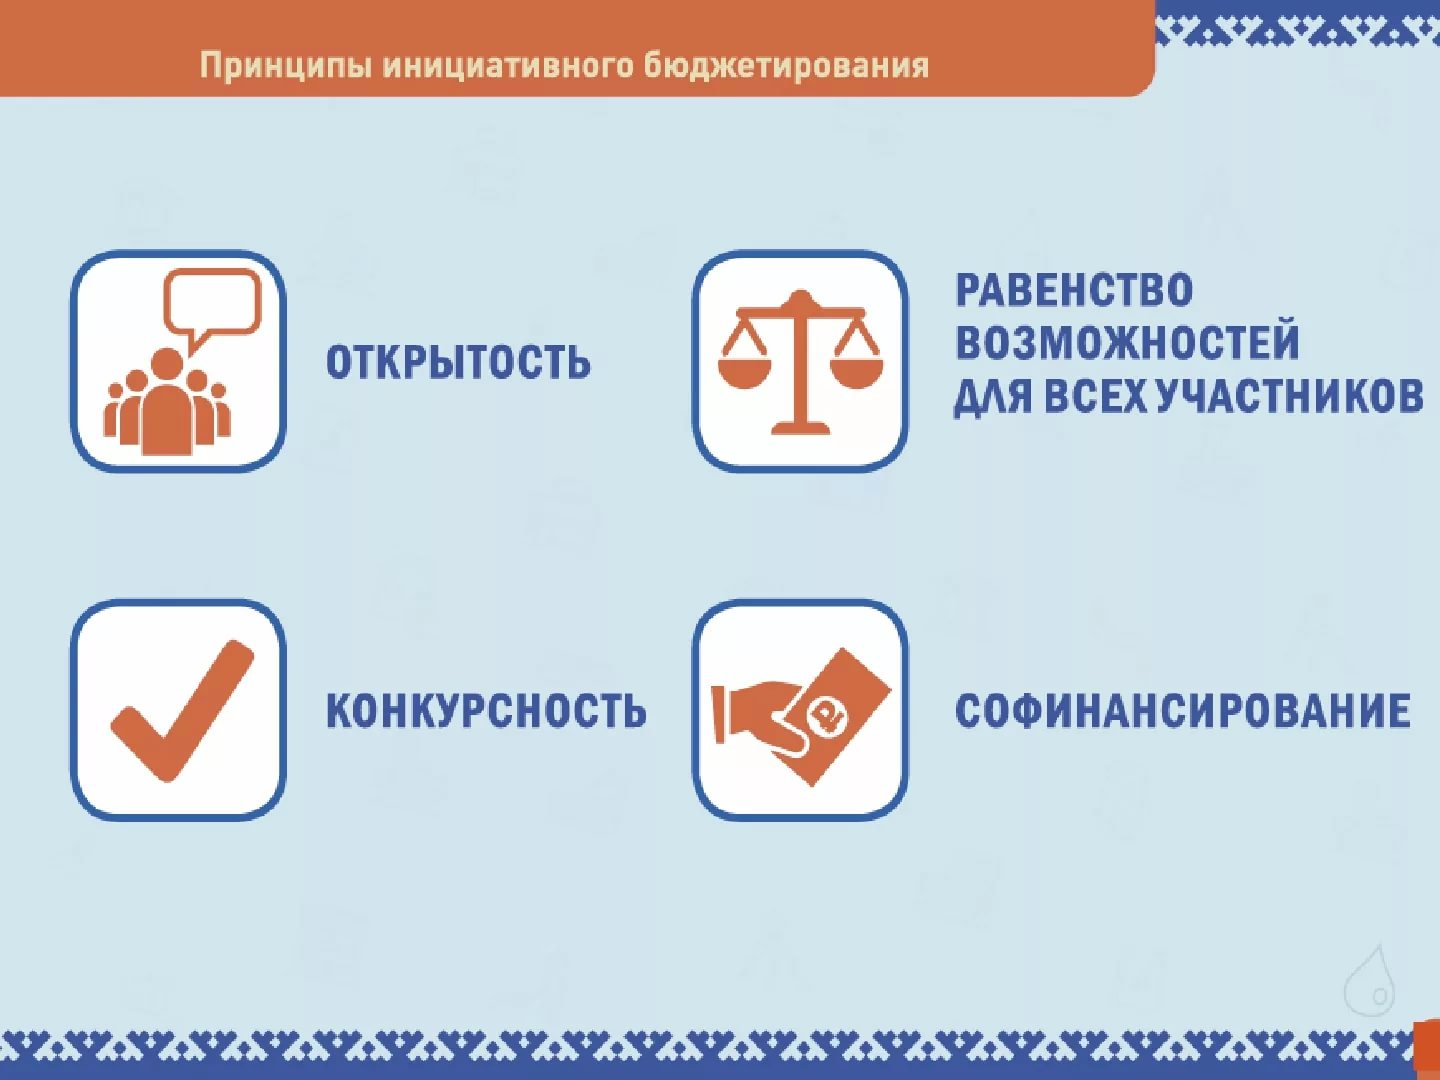 Принципы инициативного бюджетирования
ОТКРЫТОСТЬ
РАВЕНСТВО
ВОЗМОЖНОСТЕЙ
ДЛЯ ВСЕХ УЧАСТНИКОВ
КОНКУРСНОСТЬ
СОФИНАНСИРОВАНИЕ